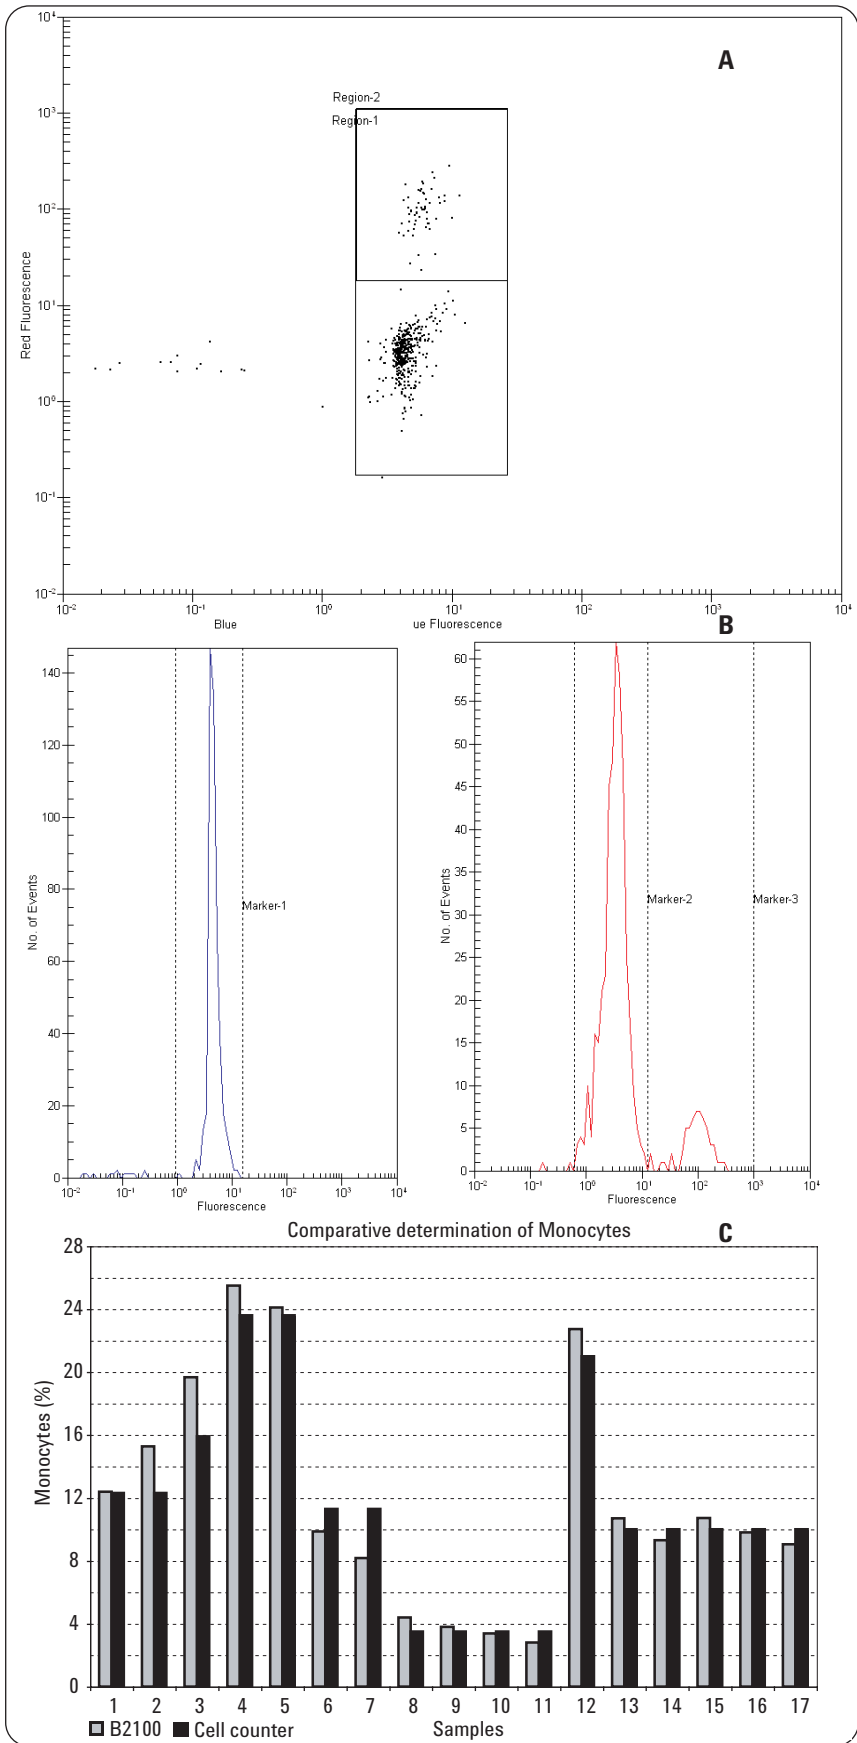 10⁴
A
Region-2
10³
Region-1
10²
Red Fluorescence
10¹
10⁰
10⁻¹
10⁻²
10⁻² 10⁻¹ 10⁰ 10¹ 10² 10³ 10⁴
Blue ue Fluorescence
B
140
120
100
80
60
40
20
0
No. of Events
Marker-1
10⁻² 10⁻¹ 10⁰ 10¹ 10² 10³ 10⁴
Fluorescence
60
55
50
45
40
35
30
25
20
15
10
5
0
No. of Events
Marker-2 Marker-3
10⁻² 10⁻¹ 10⁰ 10¹ 10² 10³ 10⁴
Fluorescence
Comparative determination of Monocytes C
28
24
20
16
12
8
4
0
Monocytes (%)
1 2 3 4 5 6 7 8 9 10 11 12 13 14 15 16 17
B2100 Cell counter Samples